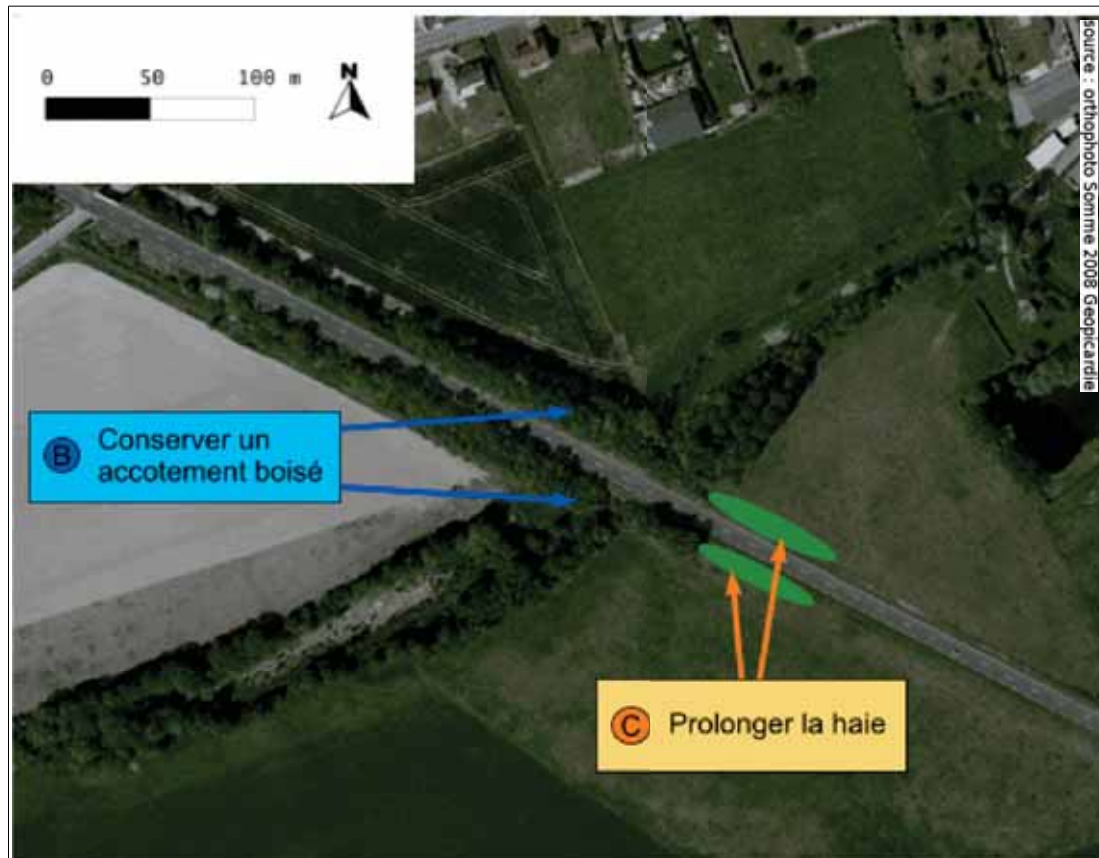 0 50 100 m
N
source : orthophoto Somme 2008 Geopicardie
B Conserver un
accotement boisé
C Prolonger la haie